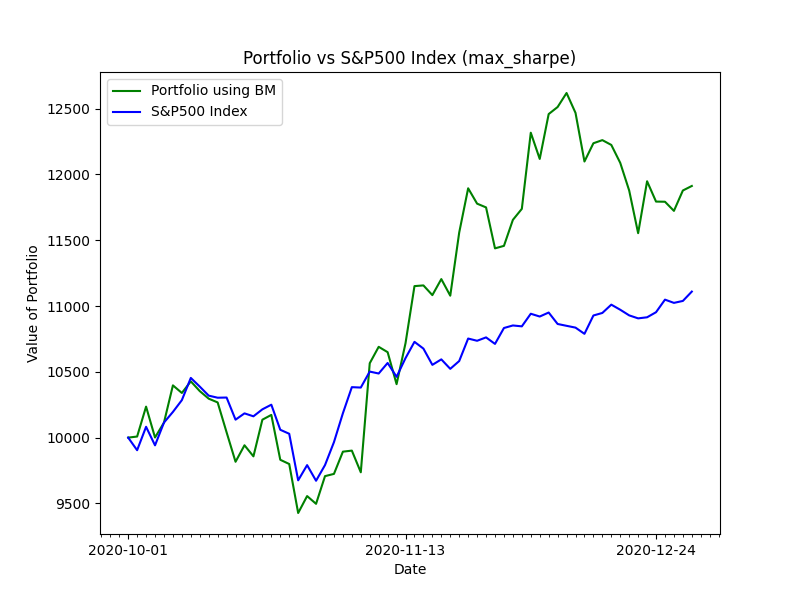 Portfolio vs S&P500 Index (max_sharpe)
Portfolio using BM
S&P500 Index
12500
12000
11500
11000
10500
10000
9500
Value of Portfolio
2020-10-01
2020-11-13
2020-12-24
Date